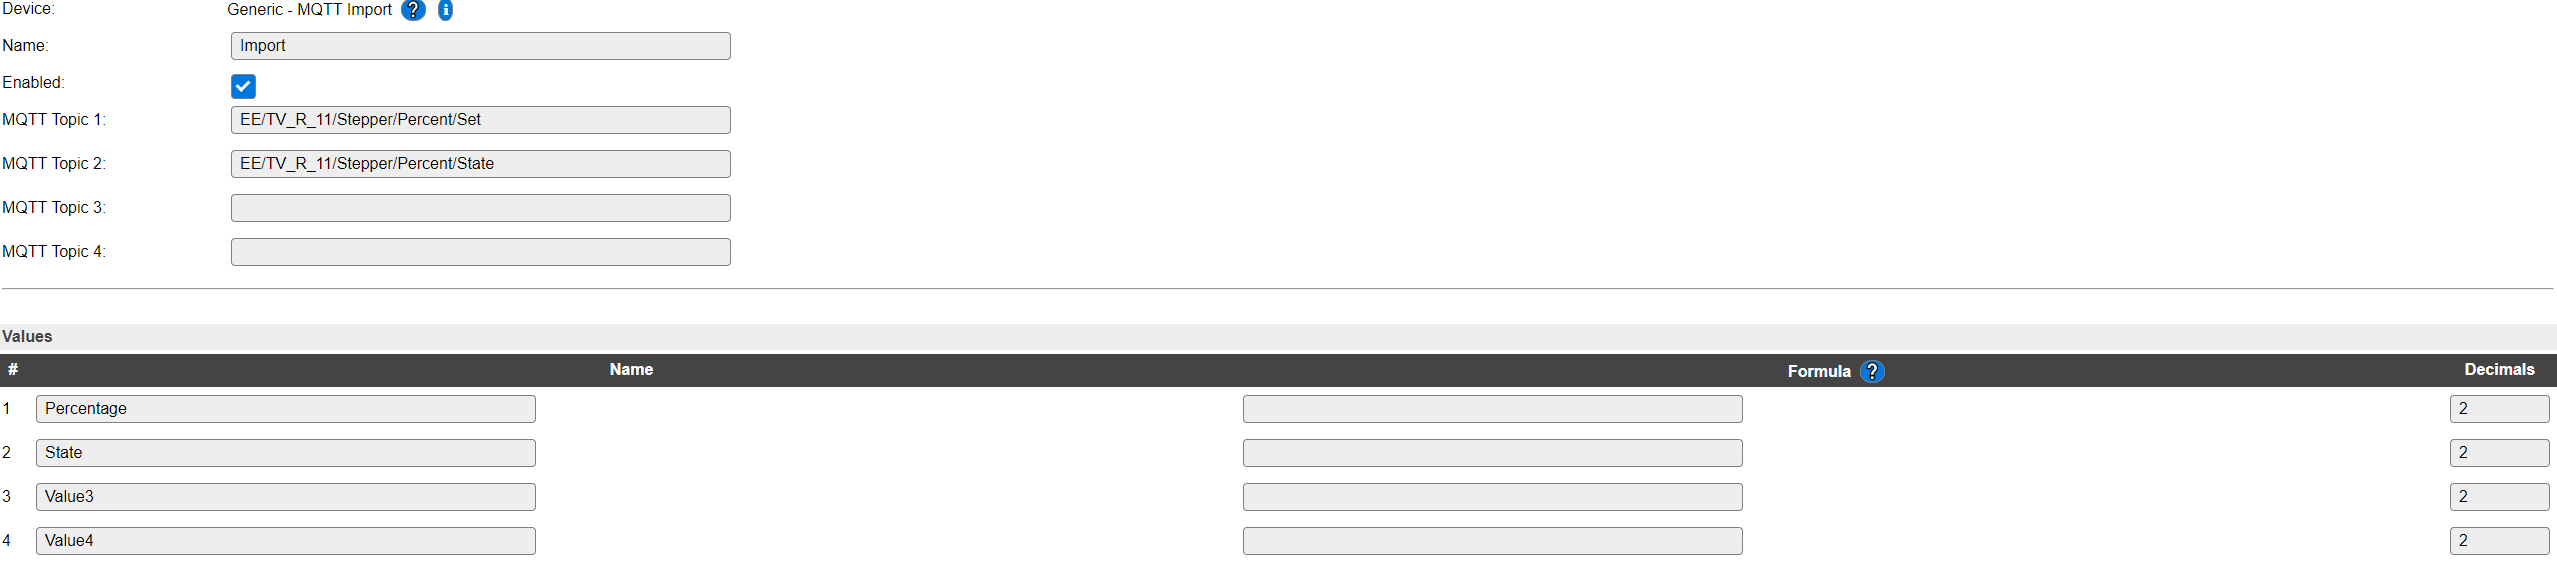 Device: Generic - MQTT Import ? i
Name: Import
Enabled:
MQTT Topic 1: EE/TV_R_11/Stepper/Percent/Set
MQTT Topic 2: EE/TV_R_11/Stepper/Percent/State
MQTT Topic 3:
MQTT Topic 4:
Values
# Name Formula ? Decimals
1 Percentage 2
2 State 2
3 Value3 2
4 Value4 2